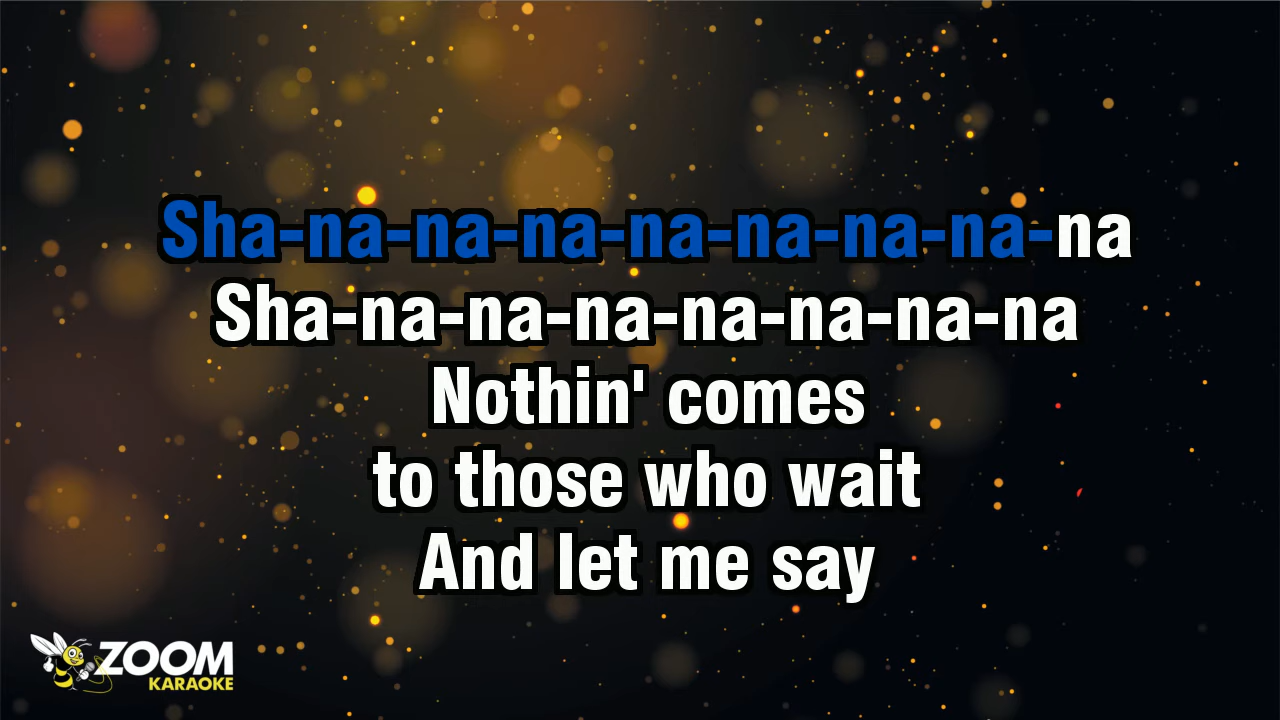 Sha-na-na-na-na-na-na-na-na
Sha-na-na-na-na-na-na-na
Nothin' comes
to those who wait
And let me say
ZOOM
KARAOKE